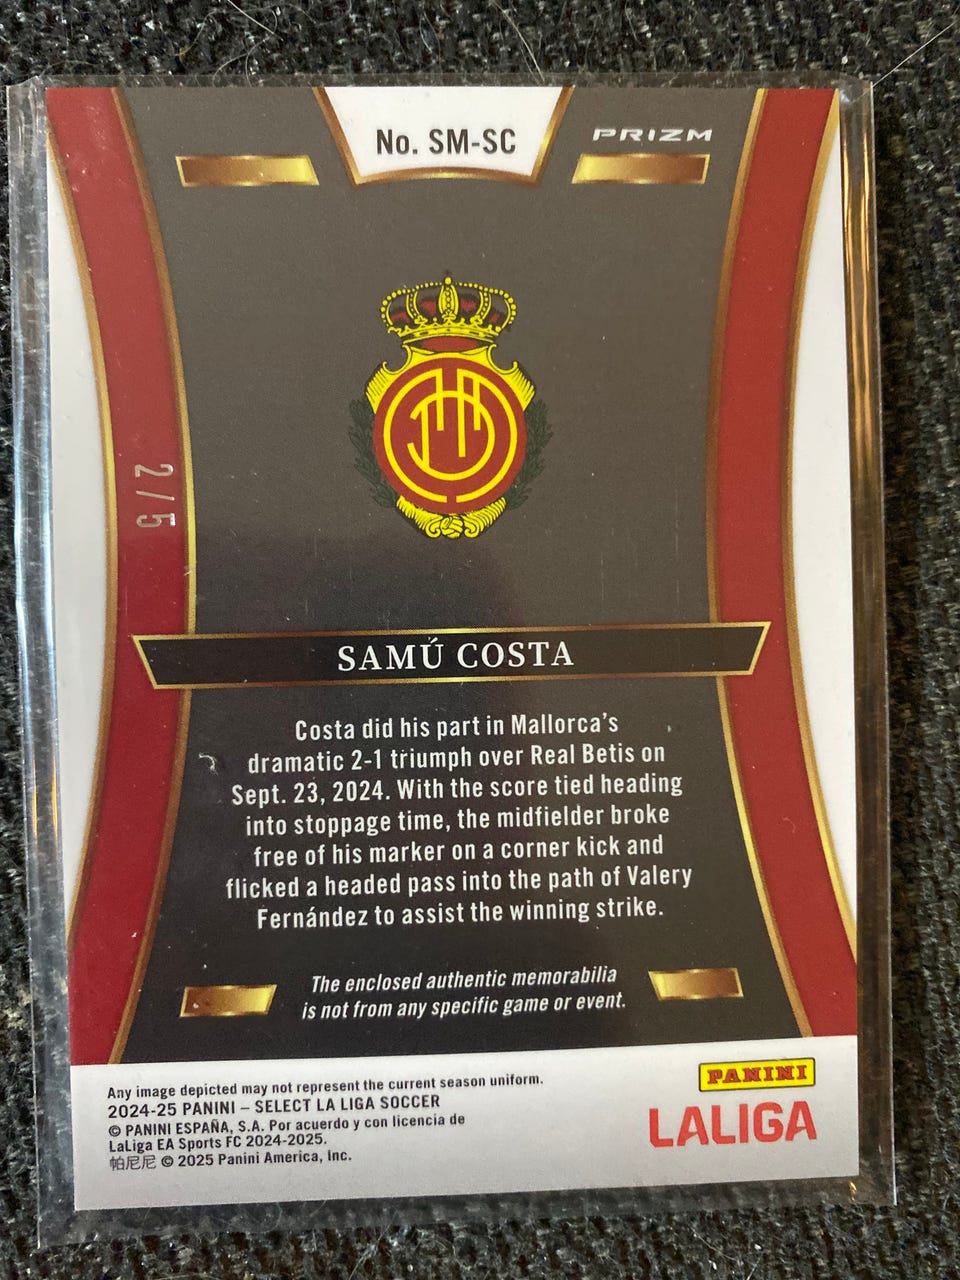 No. SM-SC
PRIZM
2/5
SAMÚ COSTA
Costa did his part in Mallorca's
dramatic 2-1 triumph over Real Betis on
Sept. 23, 2024. With the score tied heading
into stoppage time, the midfielder broke
free of his marker on a corner kick and
flicked a headed pass into the path of Valery
Fernández to assist the winning strike.
The enclosed authentic memorabilia
is not from any specific game or event.
Any image depicted may not represent the current season uniform.
2024-25 PANINI – SELECT LA LIGA SOCCER
© PANINI ESPAÑA, S.A. Por acuerdo y con licencia de
LaLiga EA Sports FC 2024-2025.
帕尼尼 © 2025 Panini America, Inc.
PANINI
LALIGA